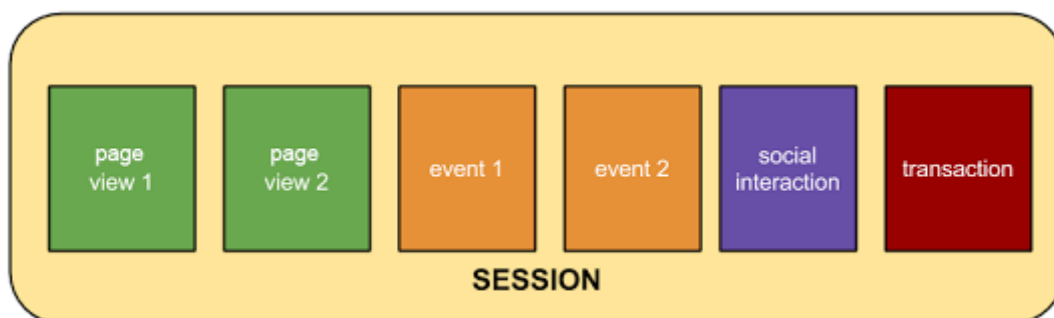 page
view 1
page
view 2
event 1
event 2
social
interaction
transaction
SESSION